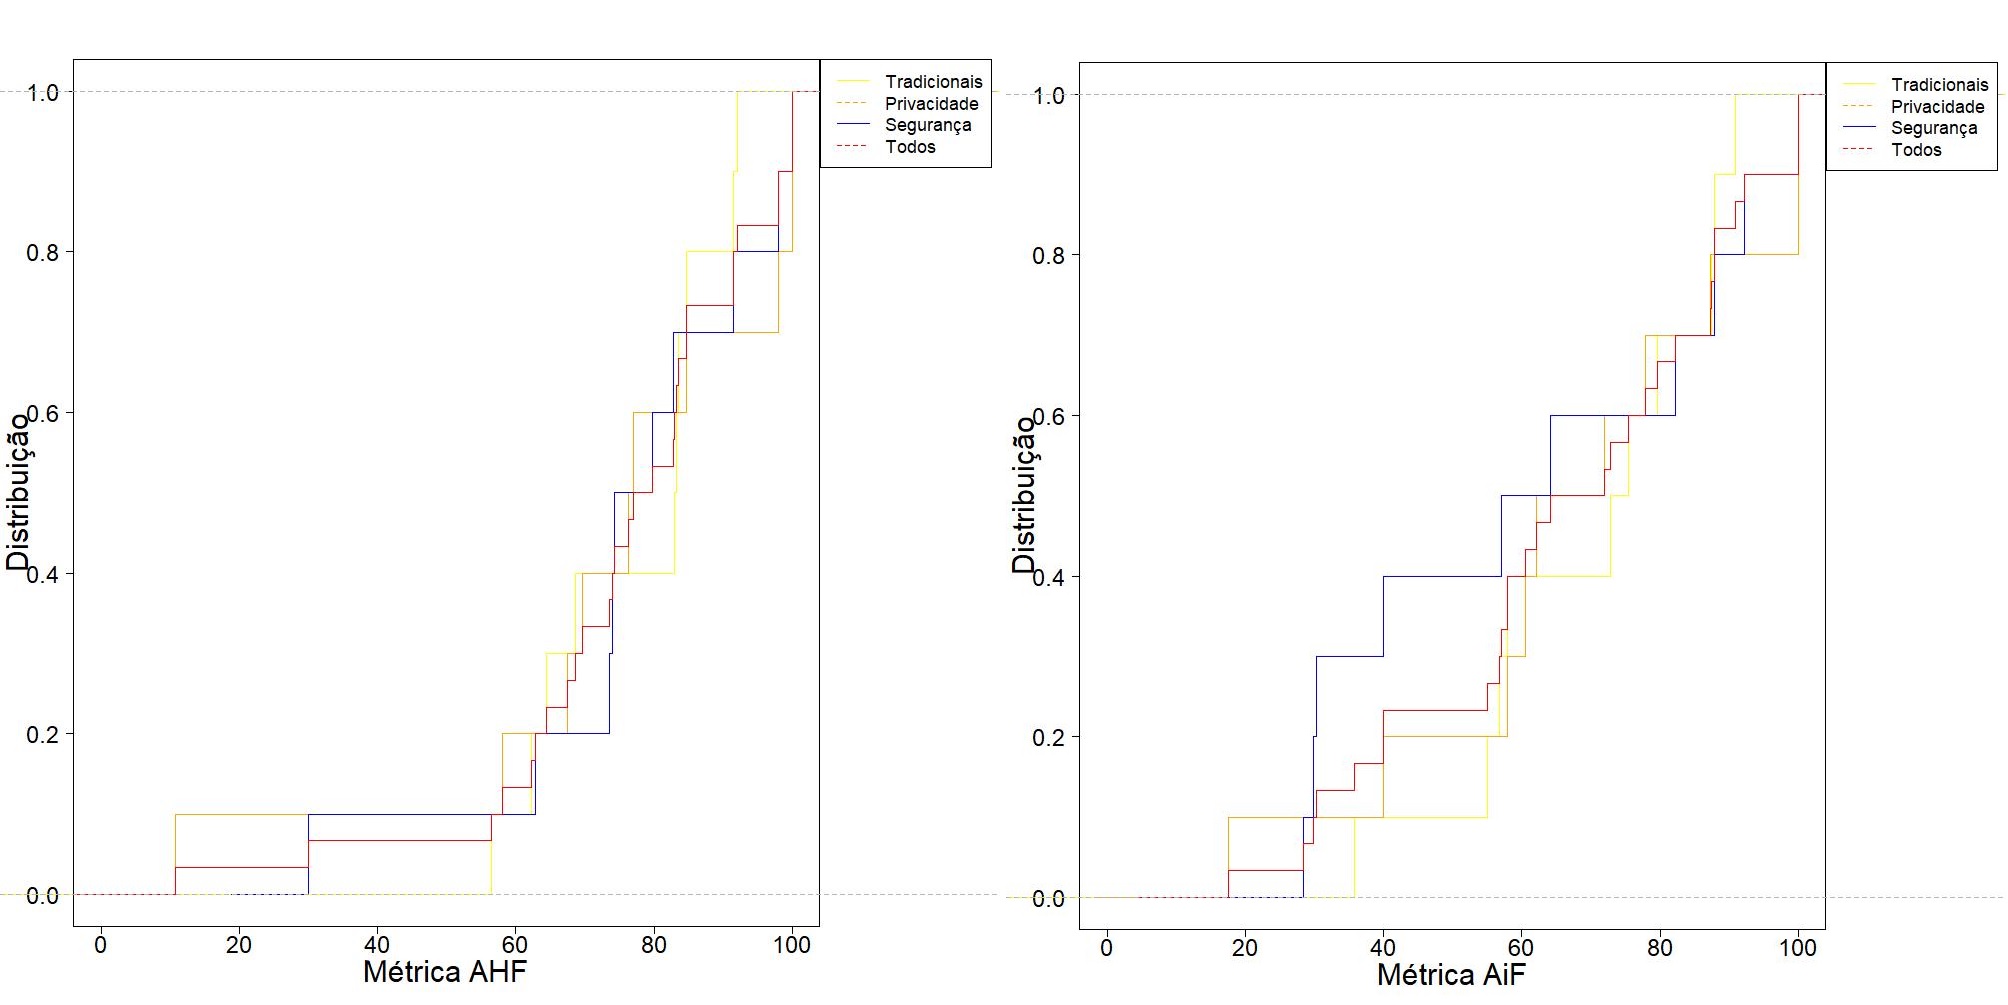 Tradicionais
Privacidade
Segurança
Todos
1.0
0.8
0.6
0.4
0.2
0.0
Distribuição
0 20 40 60 80 100
Métrica AHF
Tradicionais
Privacidade
Segurança
Todos
1.0
0.8
0.6
0.4
0.2
0.0
Distribuição
0 20 40 60 80 100
Métrica AiF